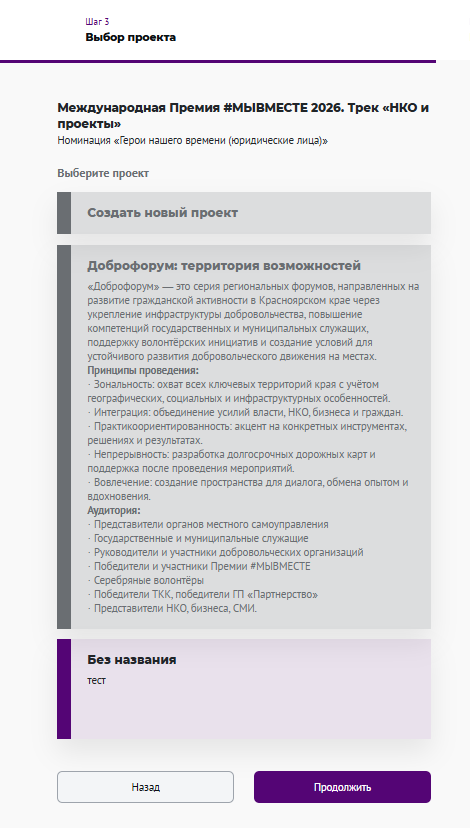 Шаг 3
Выбор проекта
Международная Премия #МЫВМЕСТЕ 2026. Трек «НКО и
проекты»
Номинация «Герои нашего времени (юридические лица)»
Выберите проект
Создать новый проект
Доброфорум: территория возможностей
«Доброфорум» — это серия региональных форумов, направленных на
развитие гражданской активности в Красноярском крае через
укрепление инфраструктуры добровольчества, повышение
компетенций государственных и муниципальных служащих,
поддержку волонтёрских инициатив и создание условий для
устойчивого развития добровольческого движения на местах.
Принципы проведения:
· Зональность: охват всех ключевых территорий края с учётом
географических, социальных и инфраструктурных особенностей.
· Интеграция: объединение усилий власти, НКО, бизнеса и граждан.
· Практикоориентированность: акцент на конкретных инструментах,
решениях и результатах.
· Непрерывность: разработка долгосрочных дорожных карт и
поддержка после проведения мероприятий.
· Вовлечение: создание пространства для диалога, обмена опытом и
вдохновения.
Аудитория:
· Представители органов местного самоуправления
· Государственные и муниципальные служащие
· Руководители и участники добровольческих организаций
· Победители и участники Премии #МЫВМЕСТЕ
· Серебряные волонтёры
· Победители ТКК, победители ГП «Партнерство»
· Представители НКО, бизнеса, СМИ.
Без названия
тест
Назад
Продолжить